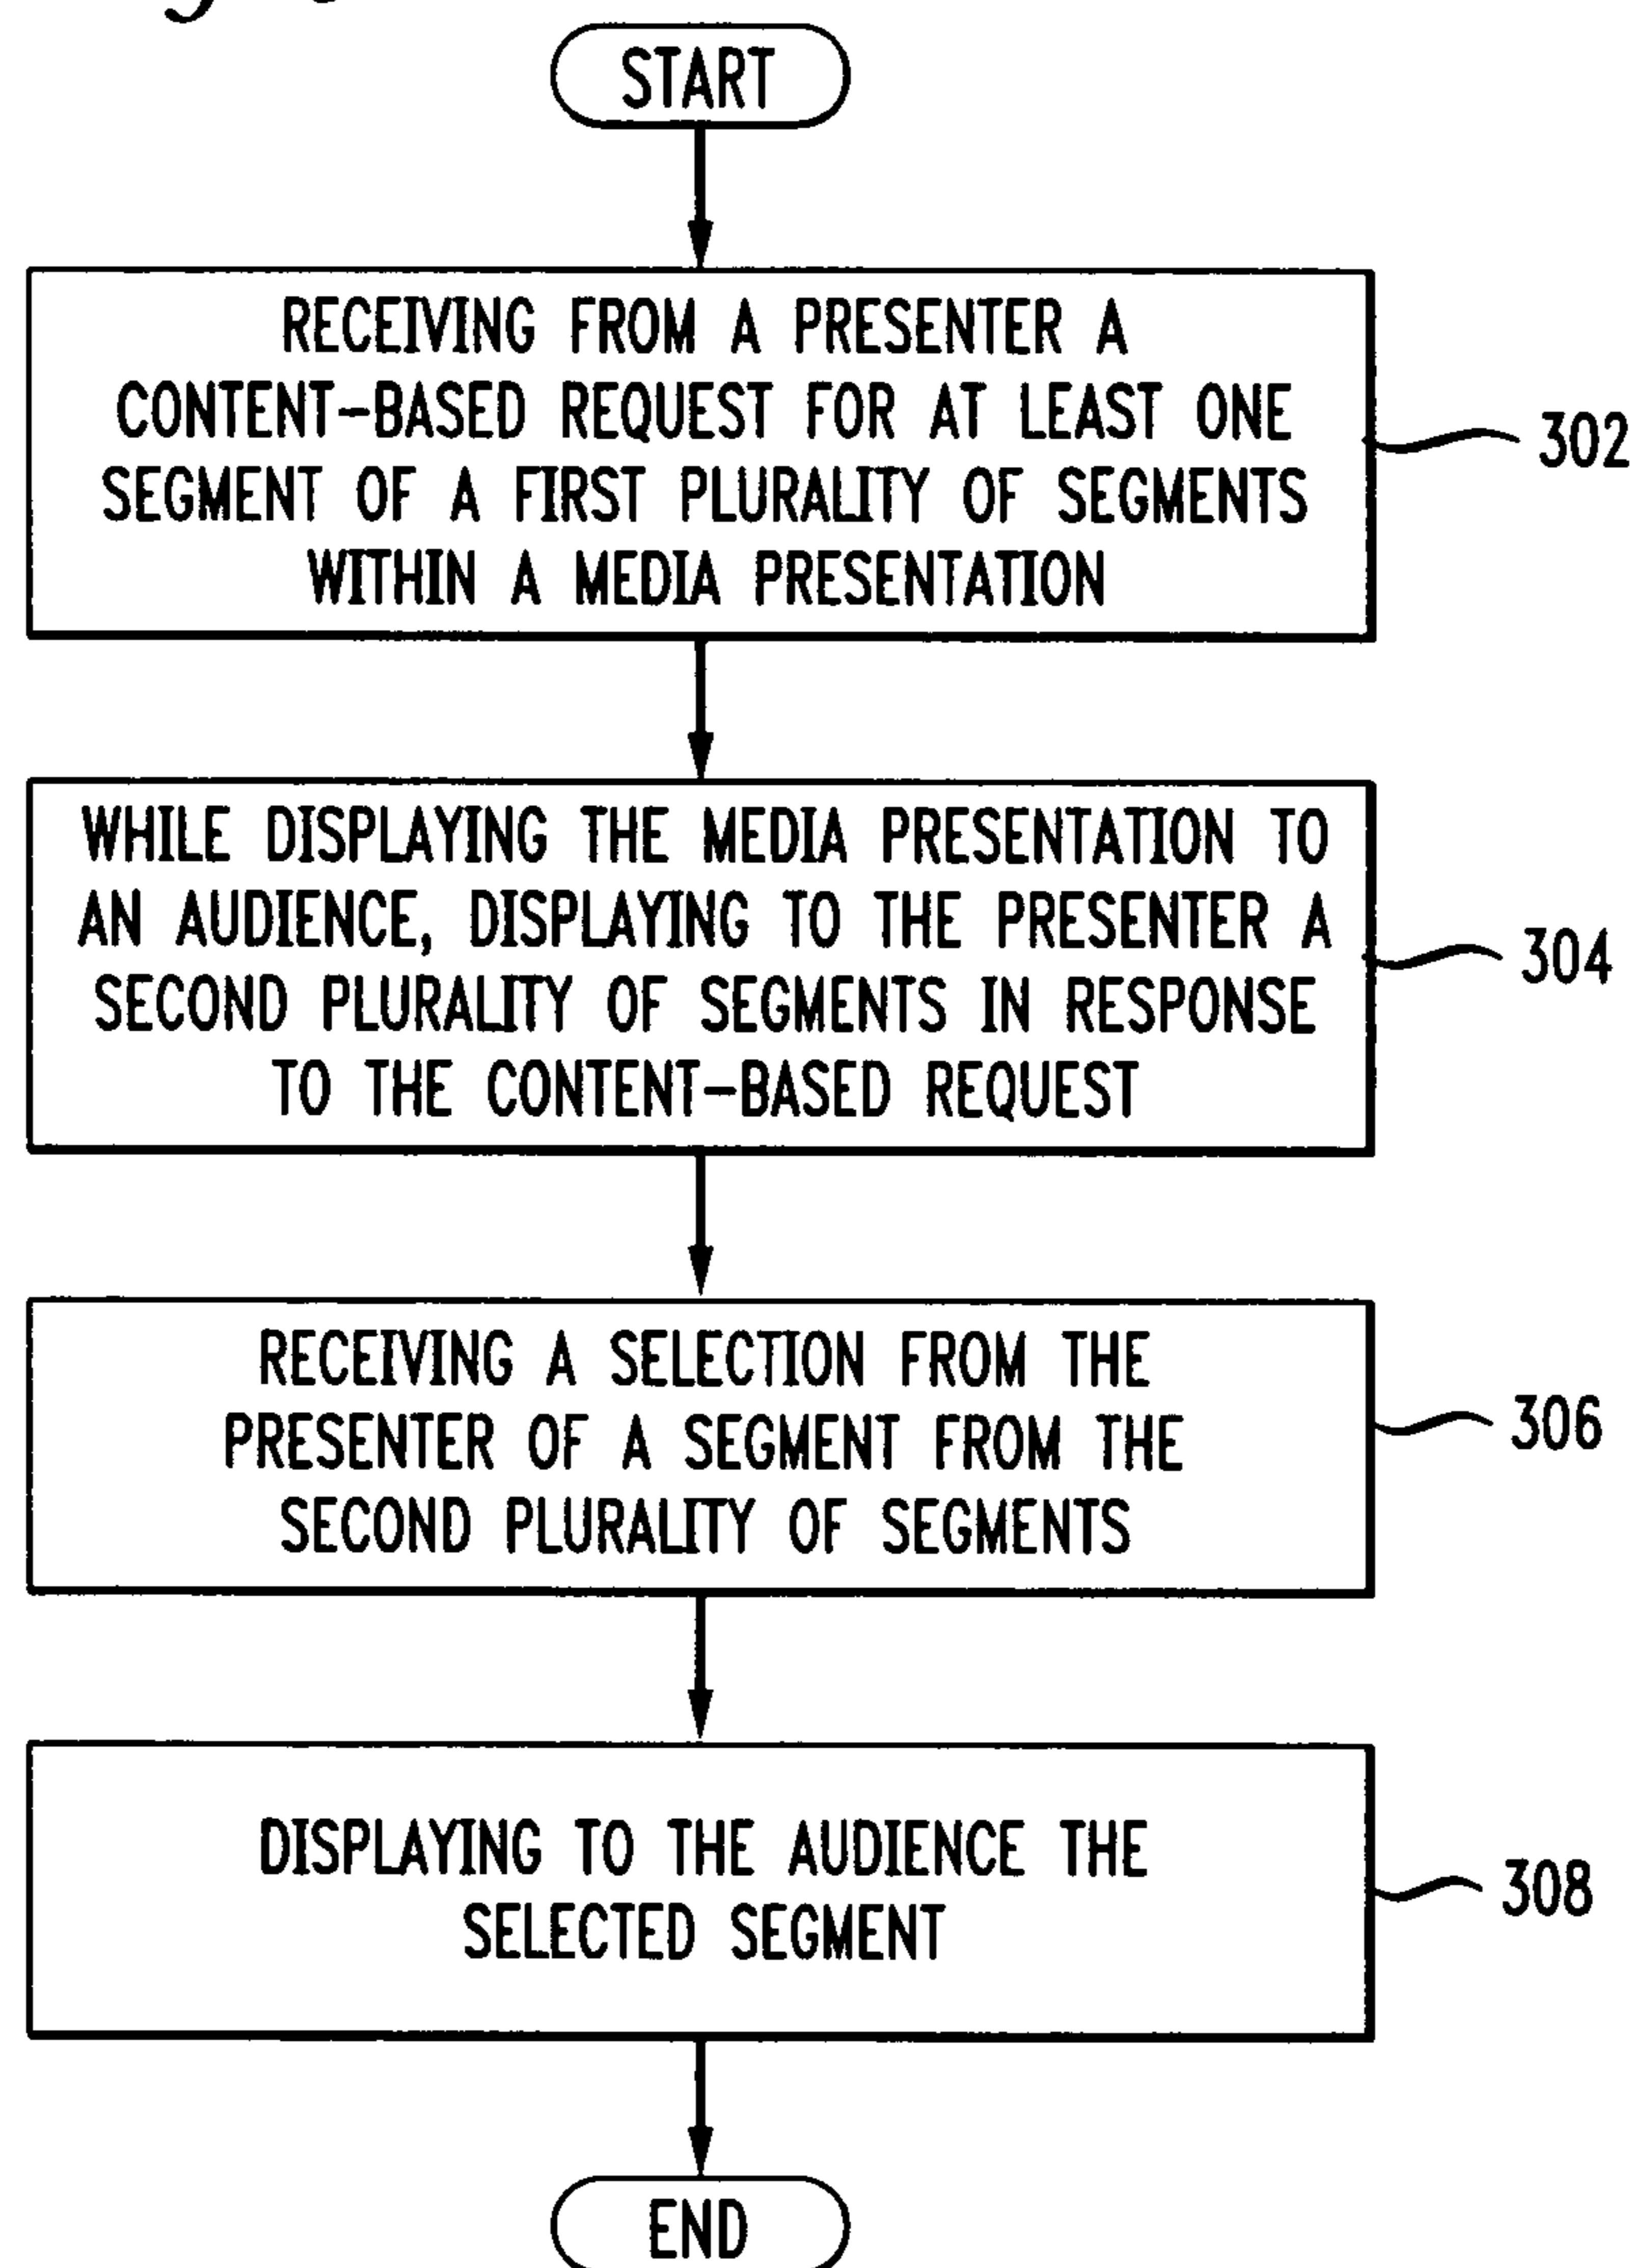 START
RECEIVING FROM A PRESENTER A
CONTENT-BASED REQUEST FOR AT LEAST ONE
SEGMENT OF A FIRST PLURALITY OF SEGMENTS
WITHIN A MEDIA PRESENTATION
302
WHILE DISPLAYING THE MEDIA PRESENTATION TO
AN AUDIENCE, DISPLAYING TO THE PRESENTER A
SECOND PLURALITY OF SEGMENTS IN RESPONSE
TO THE CONTENT-BASED REQUEST
304
RECEIVING A SELECTION FROM THE
PRESENTER OF A SEGMENT FROM THE
SECOND PLURALITY OF SEGMENTS
306
DISPLAYING TO THE AUDIENCE THE
SELECTED SEGMENT
308
END